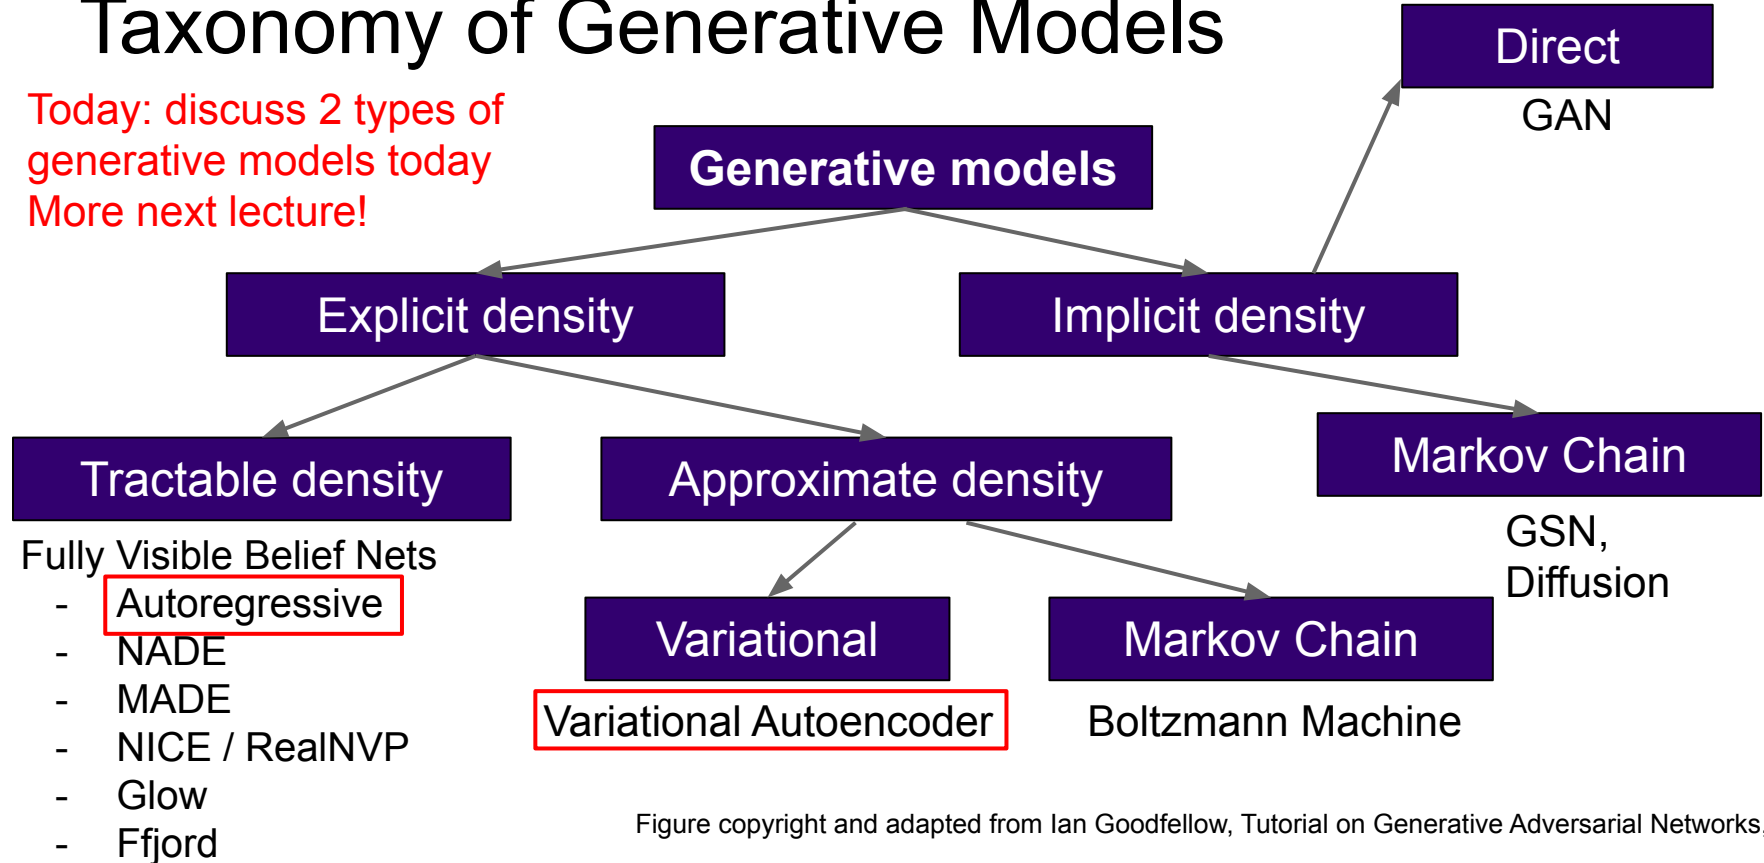 Taxonomy of Generative Models
Today: discuss 2 types of
generative models today
More next lecture!
Direct
GAN
Generative models
Explicit density
Implicit density
Tractable density
Approximate density
Markov Chain
GSN,
Diffusion
Fully Visible Belief Nets
- Autoregressive
- NADE
- MADE
- NICE / RealNVP
- Glow
- Ffjord
Variational
Markov Chain
Variational Autoencoder
Boltzmann Machine
Figure copyright and adapted from Ian Goodfellow, Tutorial on Generative Adversarial Networks,